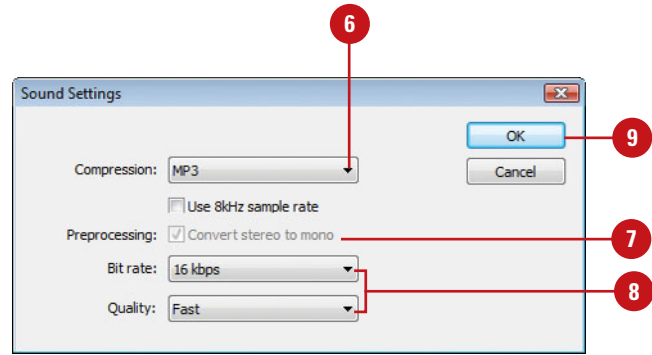 6
Sound Settings
OK
9
Compression: MP3
Cancel
Use 8kHz sample rate
Preprocessing: Convert stereo to mono
7
Bit rate: 16 kbps
8
Quality: Fast